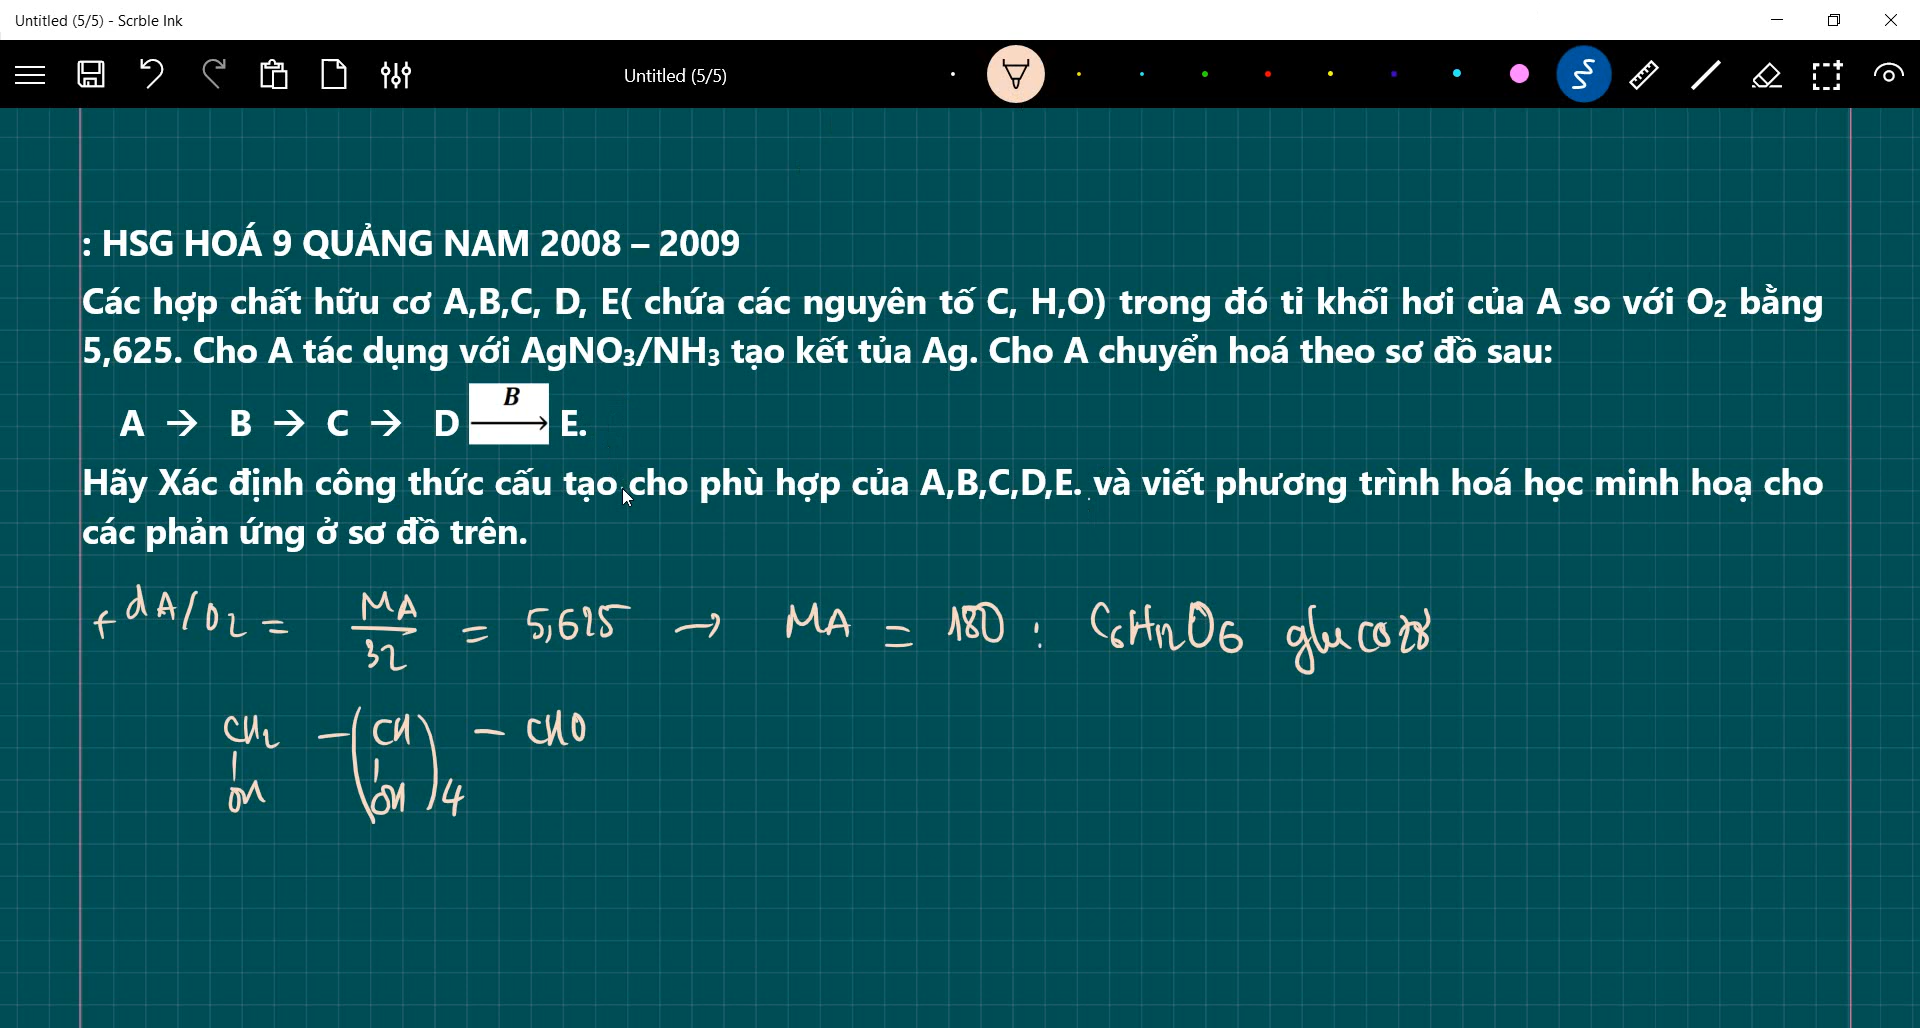 Untitled (5/5) - Scrble Ink
Untitled (5/5)
: HSG HOÁ 9 QUẢNG NAM 2008 – 2009
Các hợp chất hữu cơ A,B,C, D, E( chứa các nguyên tố C, H,O) trong đó tỉ khối hơi của A so với O₂ bằng
5,625. Cho A tác dụng với AgNO₃/NH₃ tạo kết tủa Ag. Cho A chuyển hoá theo sơ đồ sau:
A → B → C → D B→ E.
Hãy Xác định công thức cấu tạo cho phù hợp của A,B,C,D,E. và viết phương trình hoá học minh hoạ cho
các phản ứng ở sơ đồ trên.
+ dA/O2 = MA/32 = 5,625 → MA = 180 : C6H12O6
CH2 – (CH)4 – CHO
OH OH